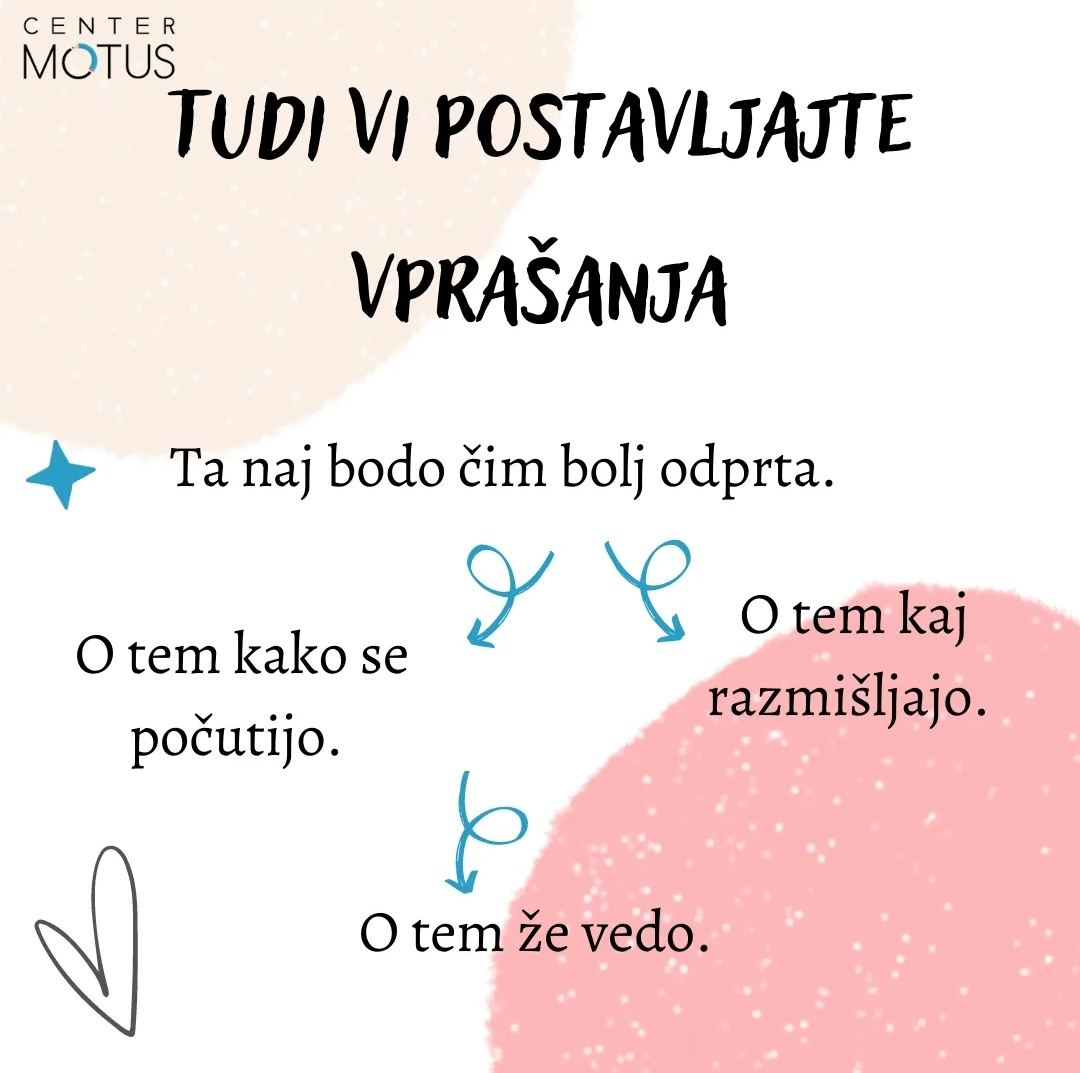 CENTER
MOTUS
TUDI VI POSTAVLJAJTE
VPRAŠANJA
Ta naj bodo čim bolj odprta.
O tem kako se
počutijo.
O tem kaj
razmišljajo.
O tem že vedo.